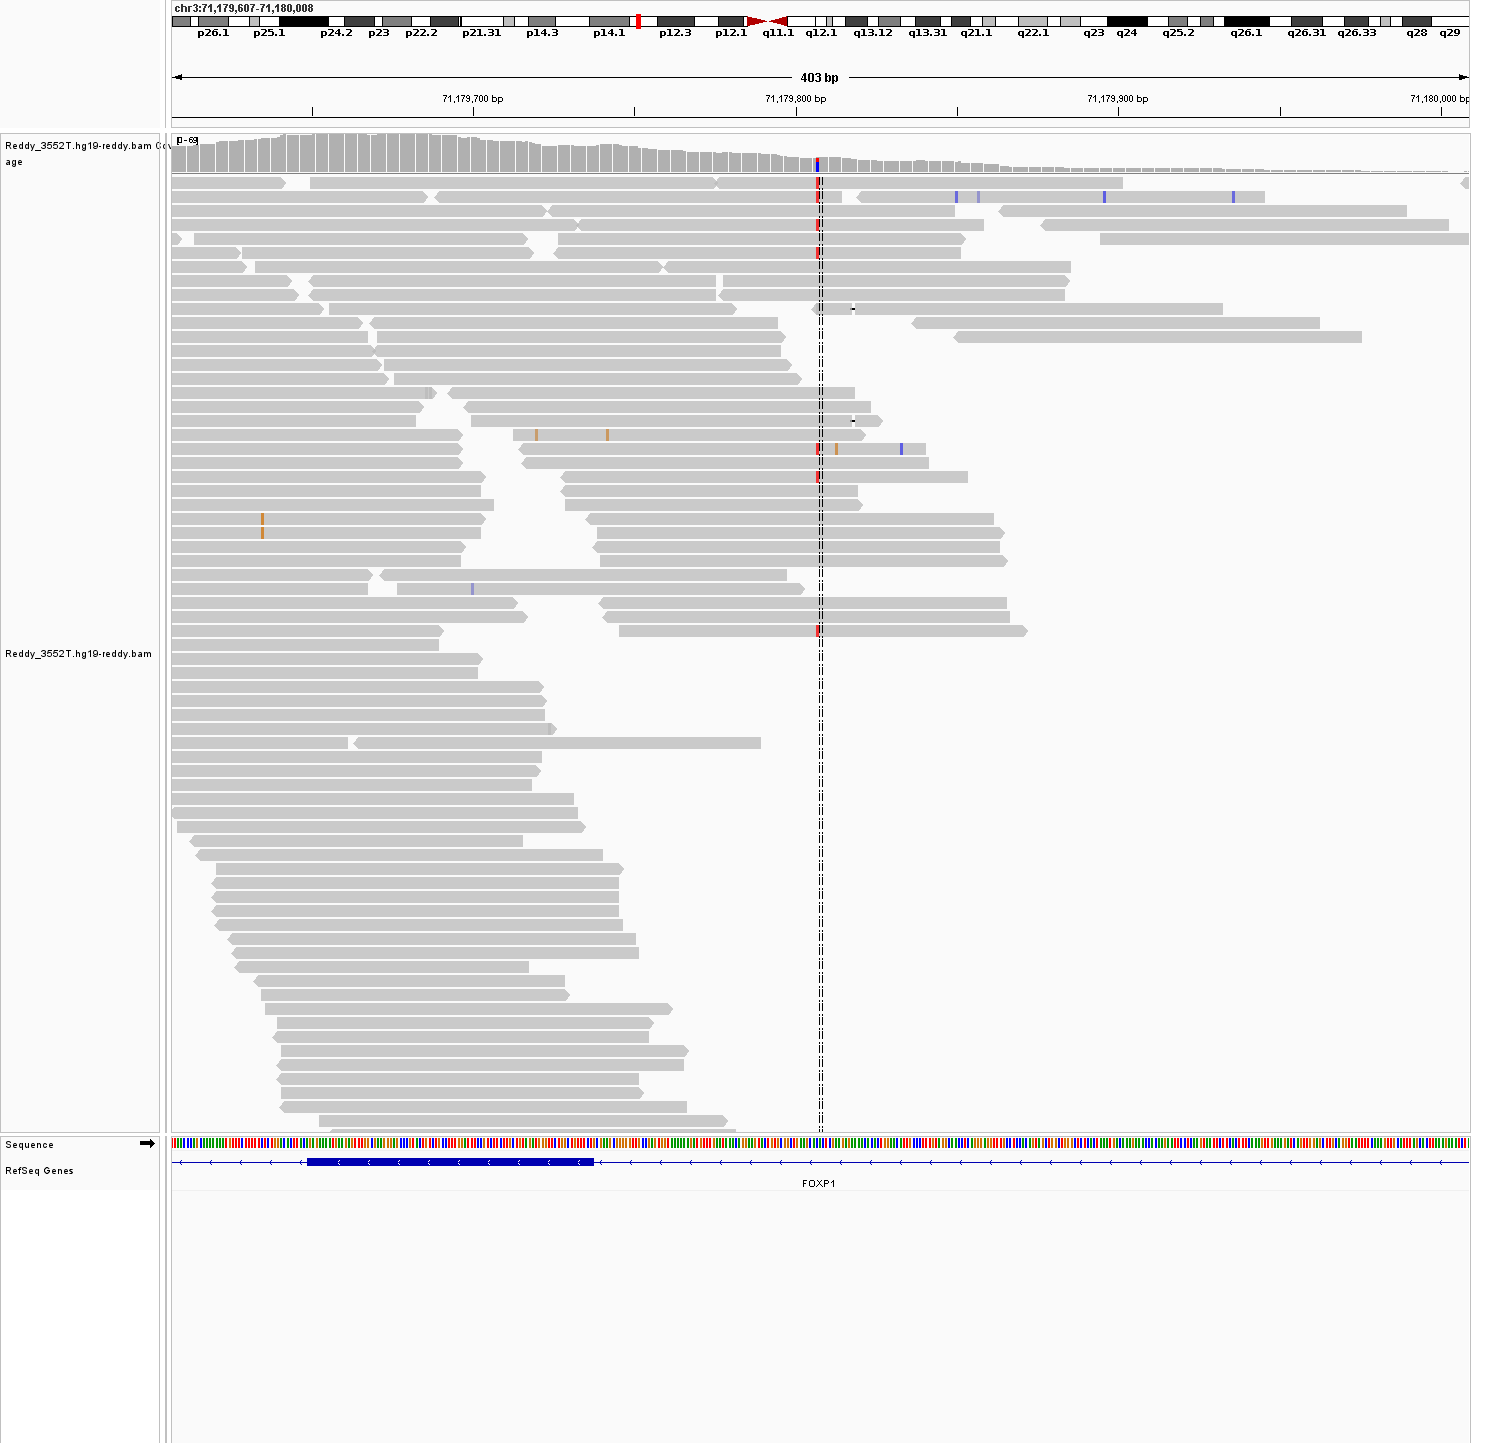 chr3:71,179,607-71,180,008
p26.1 p25.1 p24.2 p23 p22.2 p21.31 p14.3 p14.1 p12.3 p12.1 q11.1 q12.1 q13.12 q13.31 q21.1 q22.1 q23 q24 q25.2 q26.1 q26.31 q26.33 q28 q29
403 bp
71,179,700 bp 71,179,800 bp 71,179,900 bp 71,180,000 bp
[0-69]
Reddy_3552T.hg19-reddy.bam Cov
age
Reddy_3552T.hg19-reddy.bam
Sequence
RefSeq Genes
FOXP1